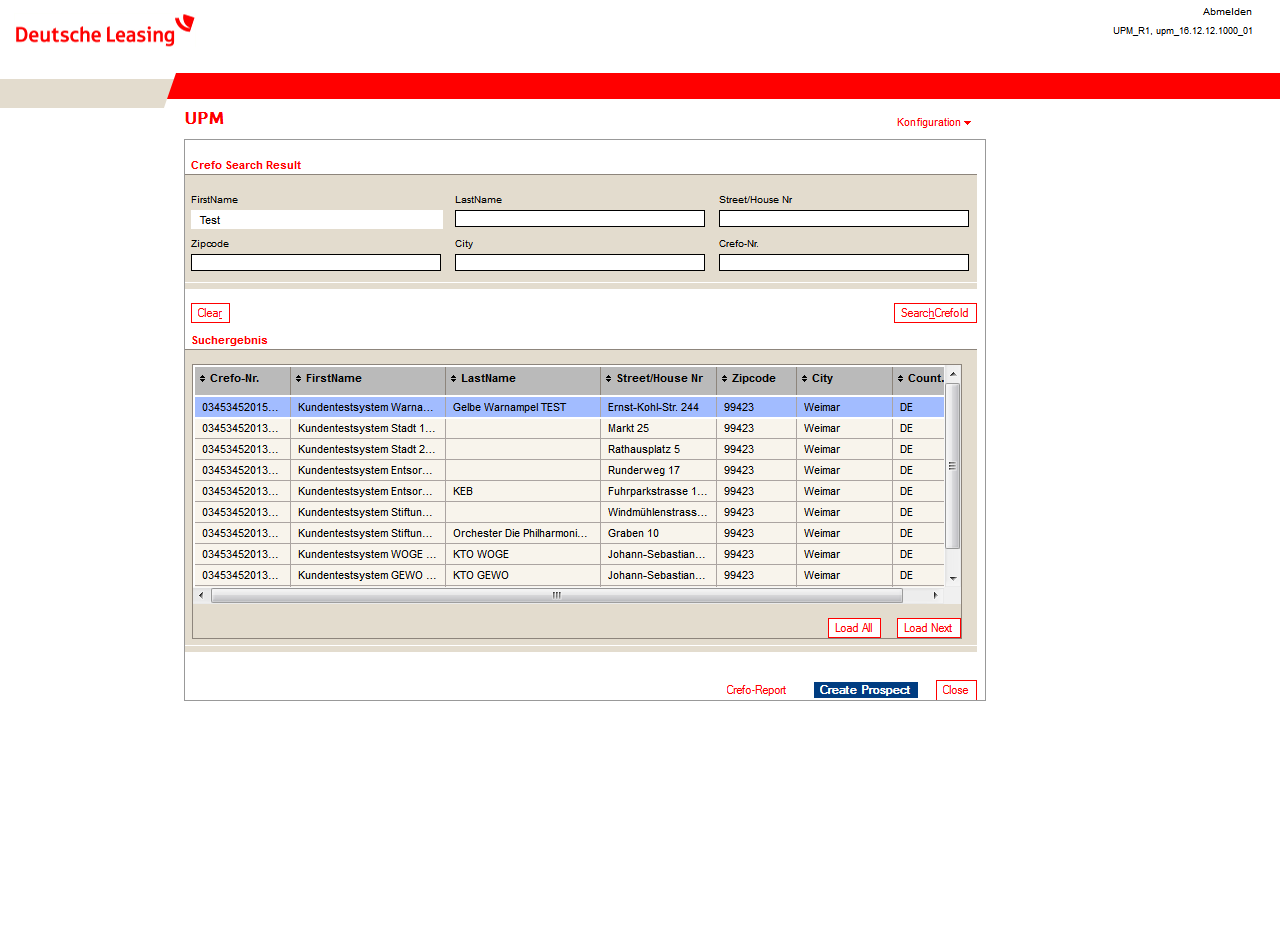 Abmelden
Deutsche Leasing
UPM_R1, upm_16.12.12.1000_01
UPM
Konfiguration
Crefo Search Result
FirstName LastName Street/House Nr
Test
Zipcode City Crefo-Nr.
Clear SearchCrefoId
Suchergebnis
Crefo-Nr. FirstName LastName Street/House Nr Zipcode City Count.
03453452015... Kundentestsystem Warna... Gelbe Warnampel TEST Ernst-Kohl-Str. 244 99423 Weimar DE
03453452013... Kundentestsystem Stadt 1... Markt 25 99423 Weimar DE
03453452013... Kundentestsystem Stadt 2... Rathausplatz 5 99423 Weimar DE
03453452013... Kundentestsystem Entsor... Runderweg 17 99423 Weimar DE
03453452013... Kundentestsystem Entsor... KEB Fuhrparkstrasse 1... 99423 Weimar DE
03453452013... Kundentestsystem Stiftun... Windmühlenstrass... 99423 Weimar DE
03453452013... Kundentestsystem Stiftun... Orchester Die Philharmoni... Graben 10 99423 Weimar DE
03453452013... Kundentestsystem WOGE ... KTO WOGE Johann-Sebastian... 99423 Weimar DE
03453452013... Kundentestsystem GEWO ... KTO GEWO Johann-Sebastian... 99423 Weimar DE
Load All Load Next
Crefo-Report Create Prospect Close